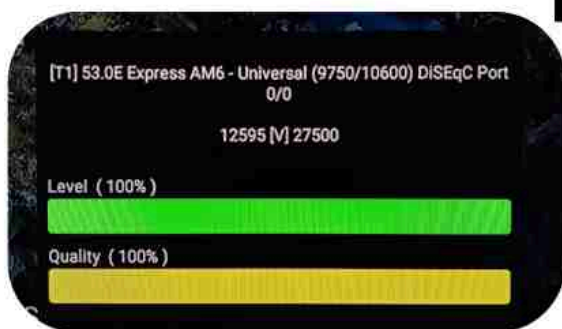 [T1] 53.0E Express AM6 - Universal (9750/10600) DiSEqC Port
0/0
12595 [V] 27500
Level ( 100% )
Quality ( 100% )